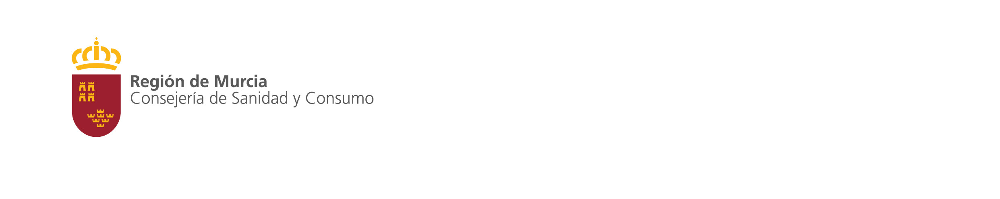 Región de Murcia
Consejería de Sanidad y Consumo